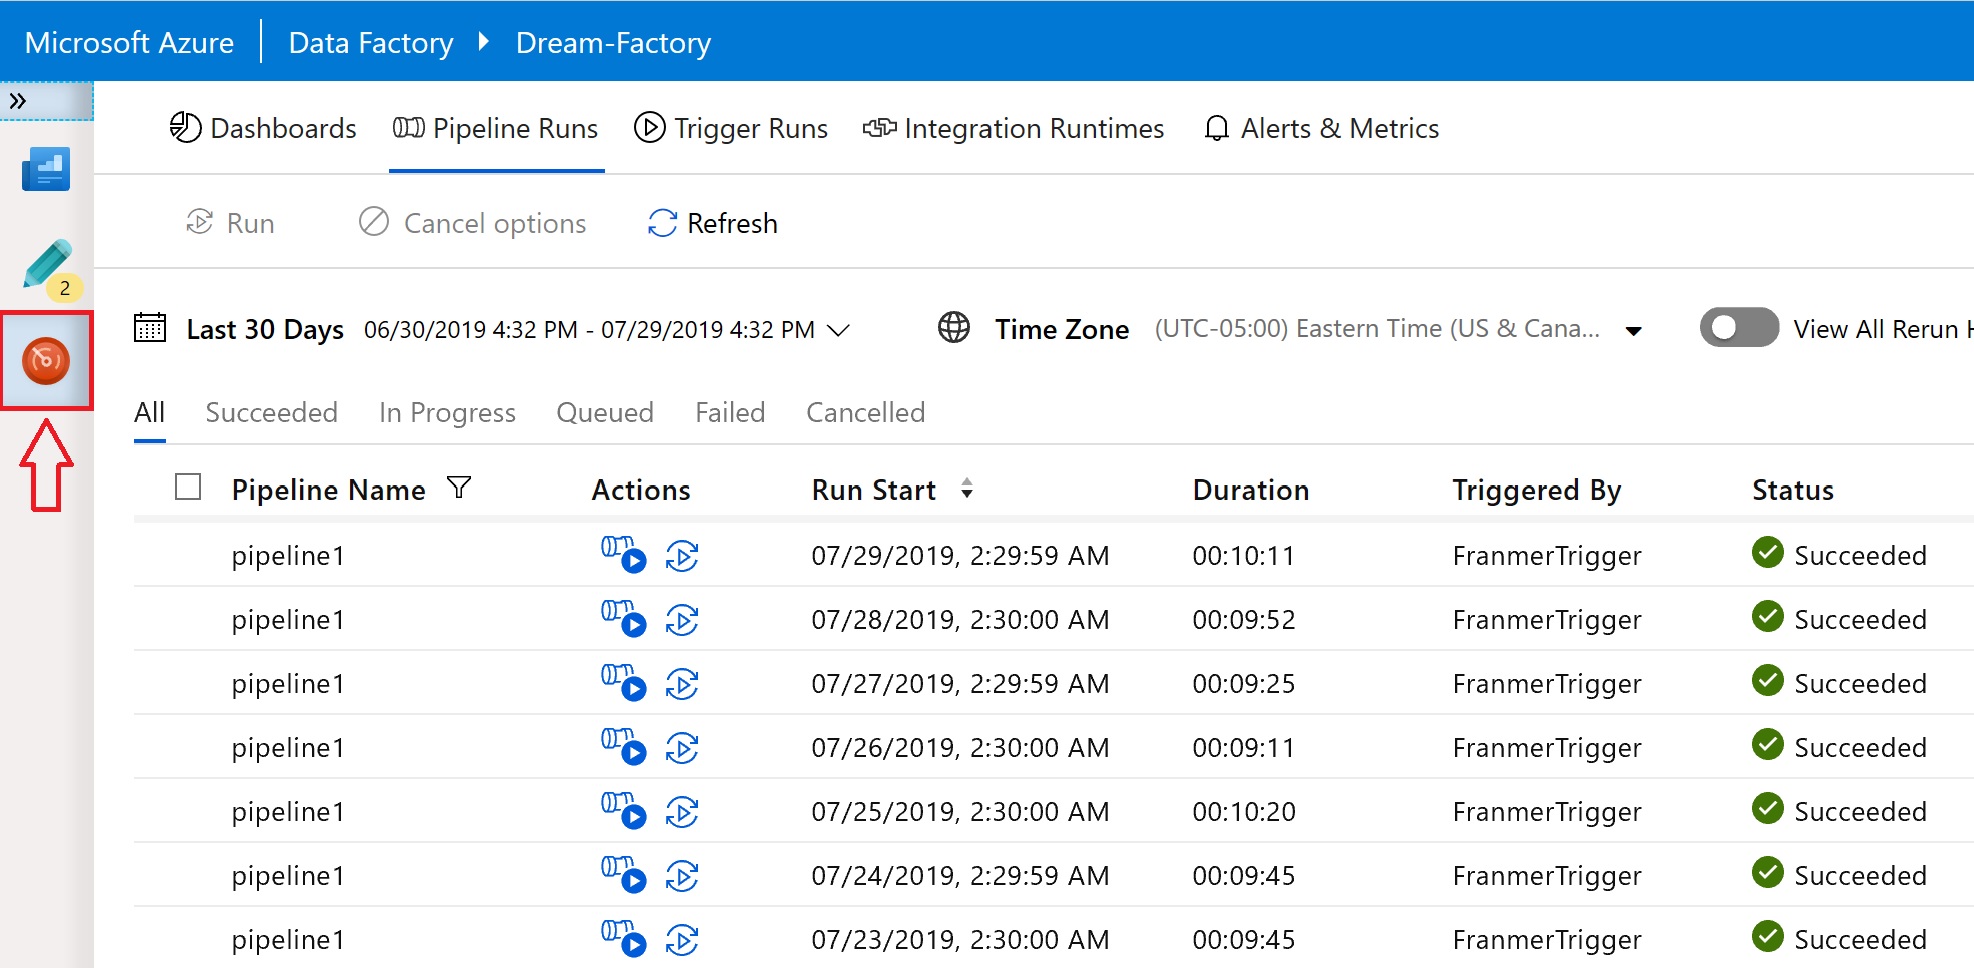 Microsoft Azure Data Factory Dream-Factory
Dashboards Pipeline Runs Trigger Runs Integration Runtimes Alerts & Metrics
Run Cancel options Refresh
2
Last 30 Days 06/30/2019 4:32 PM - 07/29/2019 4:32 PM Time Zone (UTC-05:00) Eastern Time (US & Cana... View All Rerun H
All Succeeded In Progress Queued Failed Cancelled
Pipeline Name Actions Run Start Duration Triggered By Status
pipeline1 07/29/2019, 2:29:59 AM 00:10:11 FranmerTrigger Succeeded
pipeline1 07/28/2019, 2:30:00 AM 00:09:52 FranmerTrigger Succeeded
pipeline1 07/27/2019, 2:29:59 AM 00:09:25 FranmerTrigger Succeeded
pipeline1 07/26/2019, 2:30:00 AM 00:09:11 FranmerTrigger Succeeded
pipeline1 07/25/2019, 2:30:00 AM 00:10:20 FranmerTrigger Succeeded
pipeline1 07/24/2019, 2:29:59 AM 00:09:45 FranmerTrigger Succeeded
pipeline1 07/23/2019, 2:30:00 AM 00:09:45 FranmerTrigger Succeeded